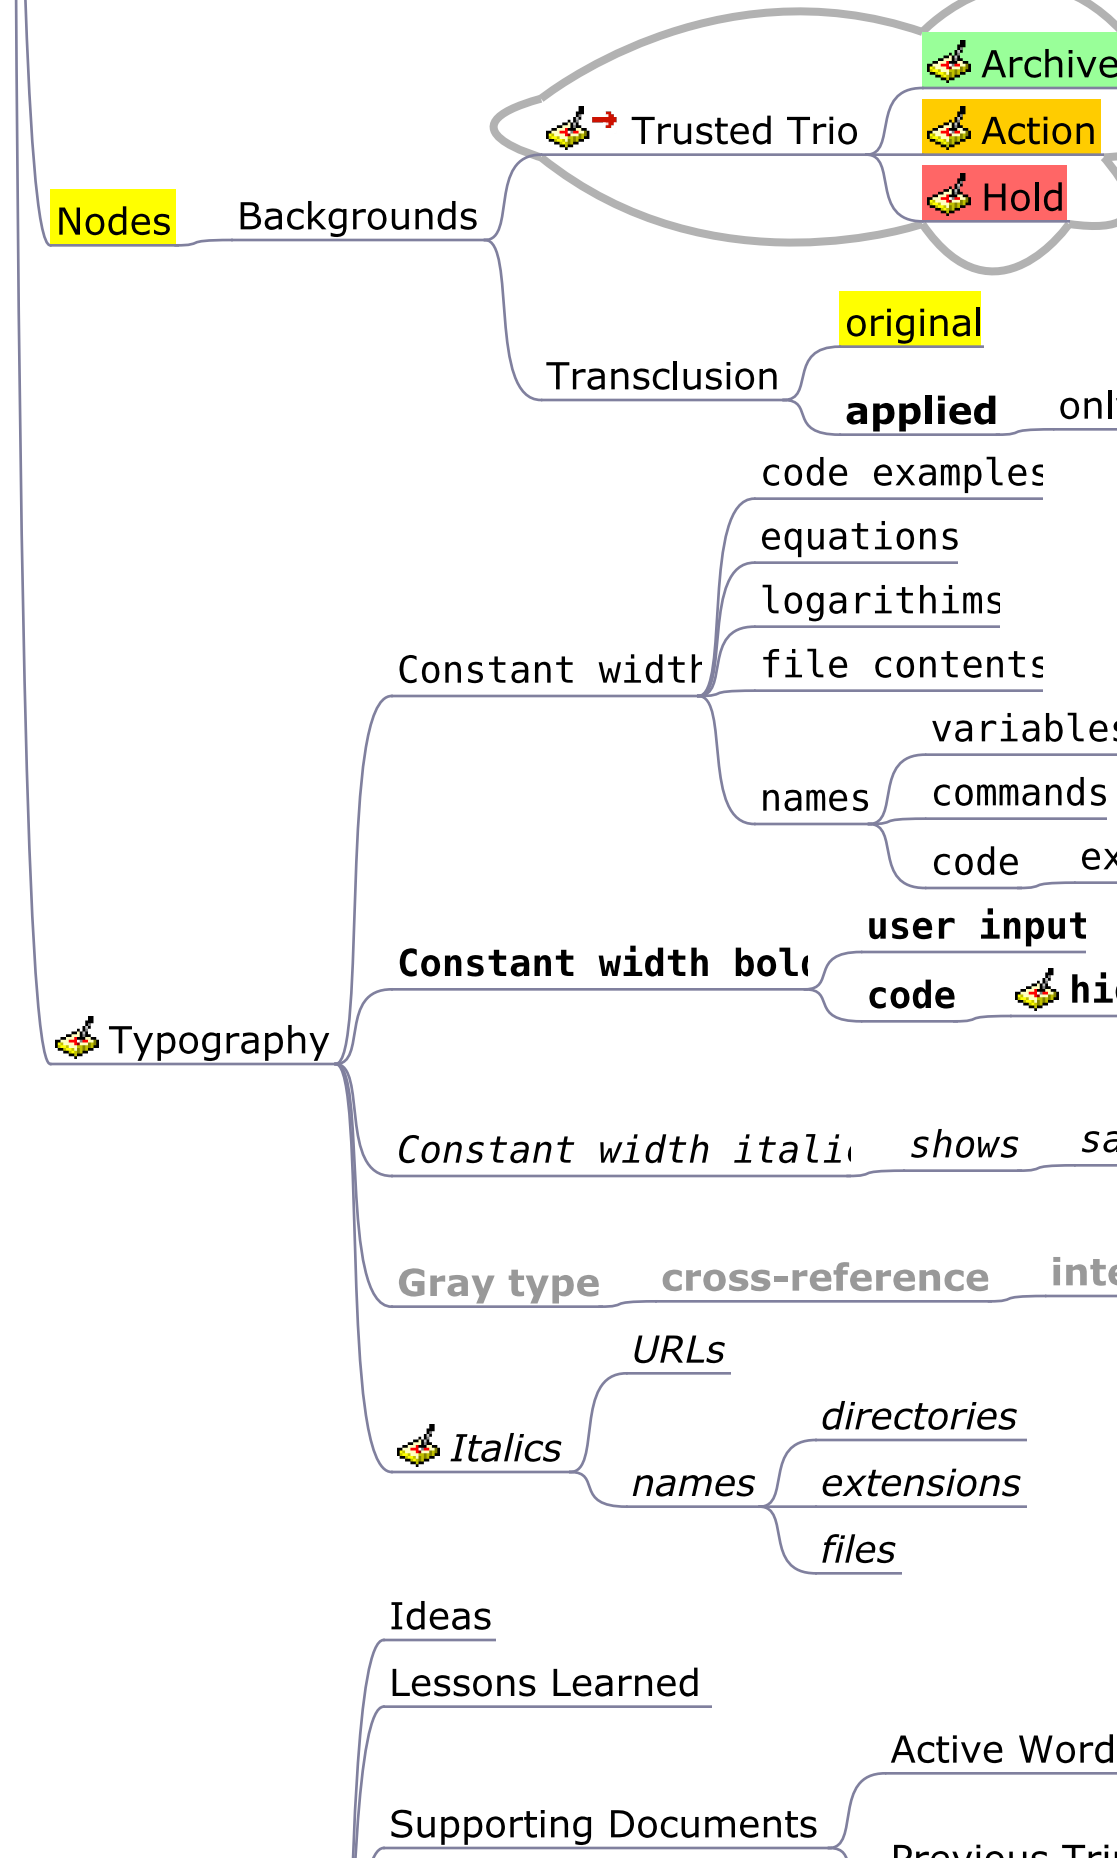 Archive
Trusted Trio
Action
Hold
Nodes
Backgrounds
original
Transclusion
applied
code examples
equations
logarithims
Constant width
file contents
variables
commands
names
code
user input
Constant width bold
code
Typography
Constant width italic
shows
Gray type
cross-reference
URLs
directories
Italics
names
extensions
files
Ideas
Lessons Learned
Active Word
Supporting Documents
Previous